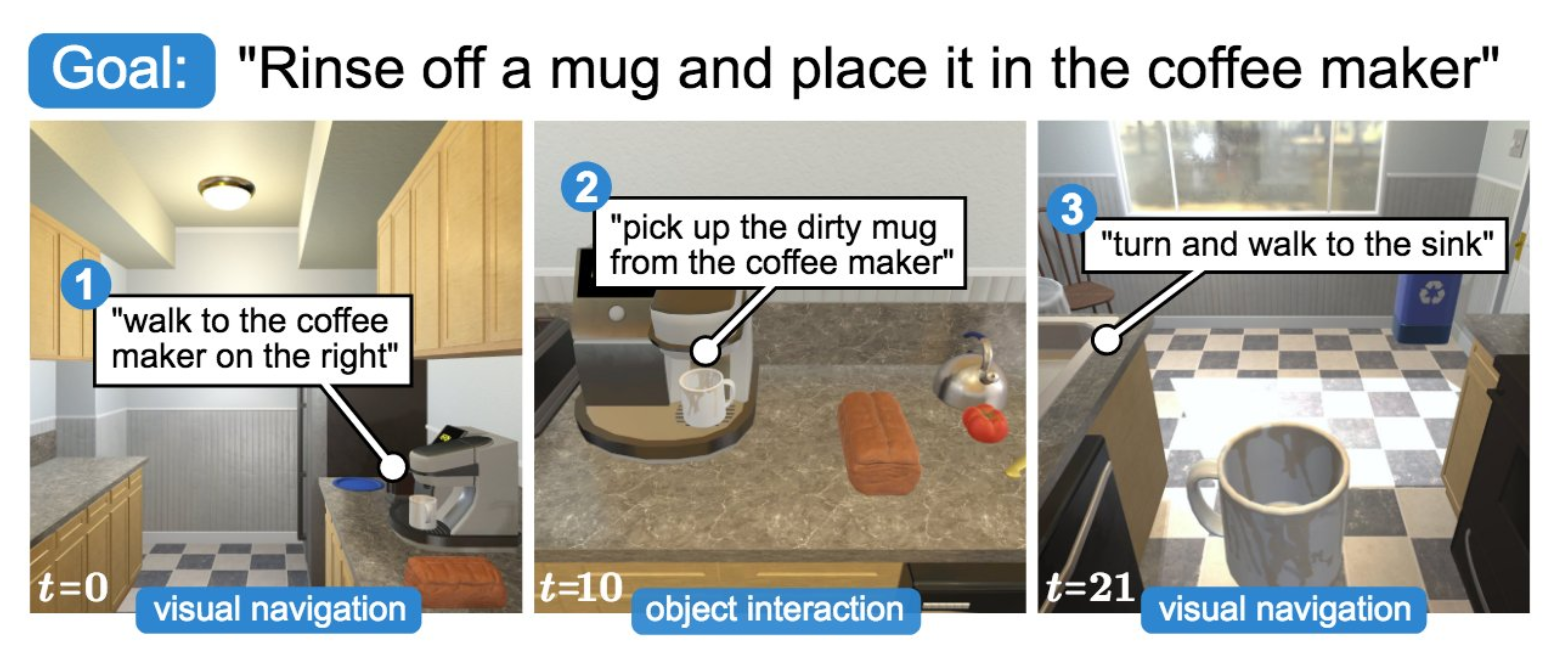 Goal: "Rinse off a mug and place it in the coffee maker"
1
"walk to the coffee
maker on the right"
t=0
visual navigation
2
"pick up the dirty mug
from the coffee maker"
t=10
object interaction
3
"turn and walk to the sink"
t=21
visual navigation